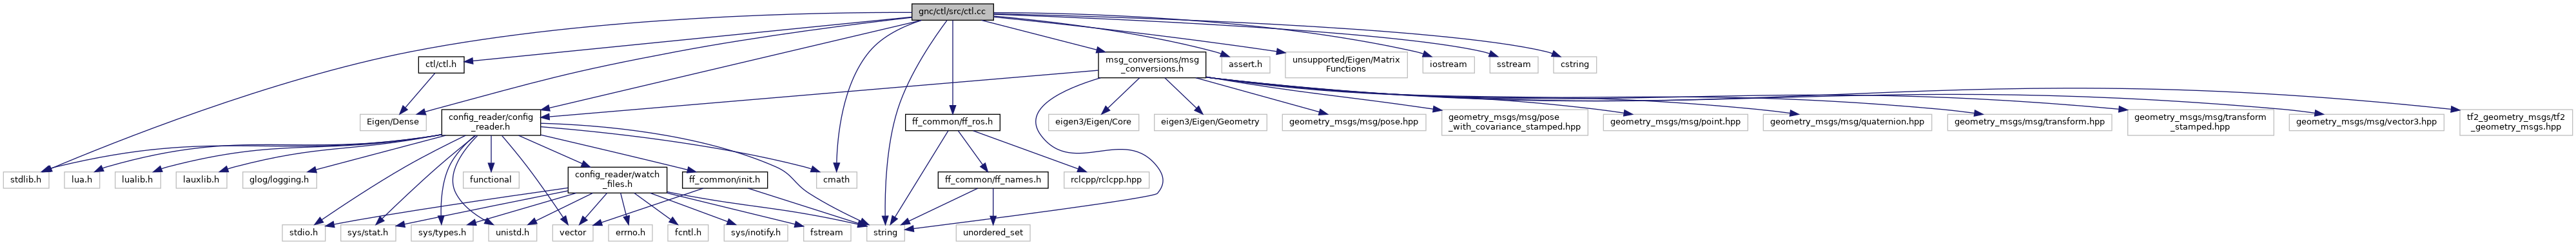 gnc/ctl/src/ctl.cc
ctl/ctl.h
msg_conversions/msg
_conversions.h
assert.h
unsupported/Eigen/Matrix
Functions
iostream
sstream
cstring
Eigen/Dense
config_reader/config
_reader.h
ff_common/ff_ros.h
eigen3/Eigen/Core
eigen3/Eigen/Geometry
geometry_msgs/msg/pose.hpp
geometry_msgs/msg/pose
_with_covariance_stamped.hpp
geometry_msgs/msg/point.hpp
geometry_msgs/msg/quaternion.hpp
geometry_msgs/msg/transform.hpp
geometry_msgs/msg/transform
_stamped.hpp
geometry_msgs/msg/vector3.hpp
tf2_geometry_msgs/tf2
_geometry_msgs.hpp
stdlib.h
lua.h
lualib.h
lauxlib.h
glog/logging.h
functional
config_reader/watch
_files.h
ff_common/init.h
cmath
ff_common/ff_names.h
rclcpp/rclcpp.hpp
stdio.h
sys/stat.h
sys/types.h
unistd.h
vector
errno.h
fcntl.h
sys/inotify.h
fstream
string
unordered_set